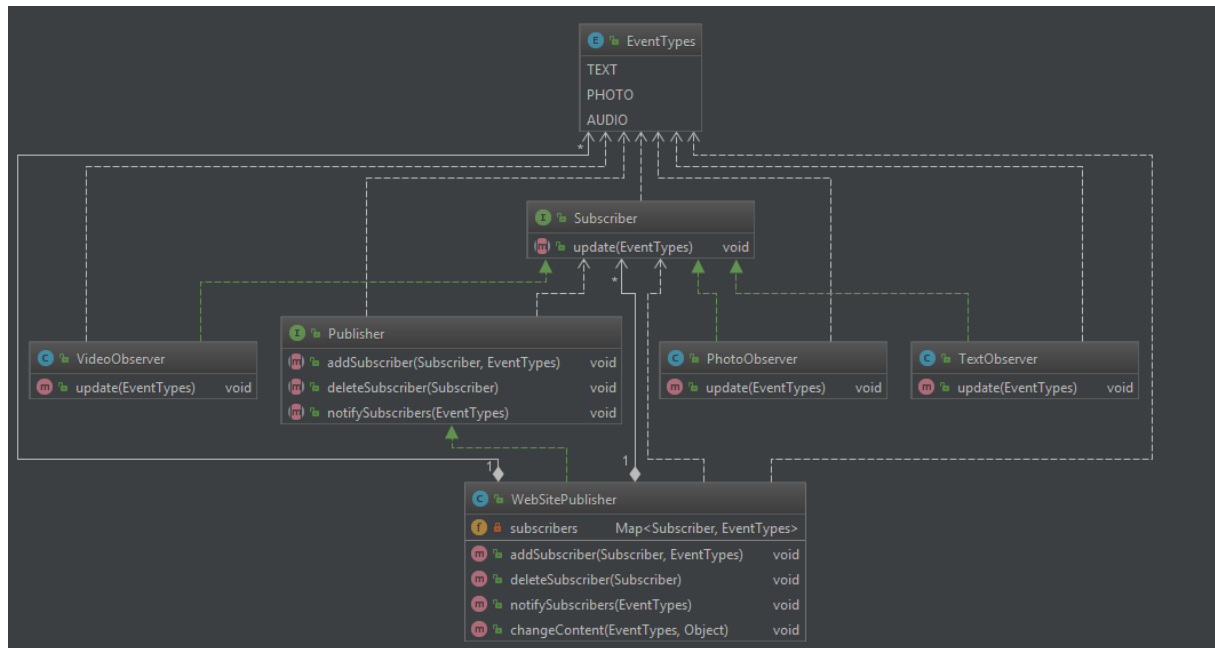 EventTypes
TEXT
PHOTO
AUDIO
*
Subscriber
update(EventTypes) void
*
Publisher
addSubscriber(Subscriber, EventTypes) void
deleteSubscriber(Subscriber) void
notifySubscribers(EventTypes) void
VideoObserver
update(EventTypes) void
PhotoObserver
update(EventTypes) void
TextObserver
update(EventTypes) void
1
1
WebSitePublisher
subscribers Map<Subscriber, EventTypes>
addSubscriber(Subscriber, EventTypes) void
deleteSubscriber(Subscriber) void
notifySubscribers(EventTypes) void
changeContent(EventTypes, Object) void